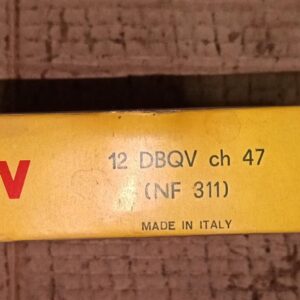 V
12 DBQV ch 47
(NF 311)
MADE IN ITALY